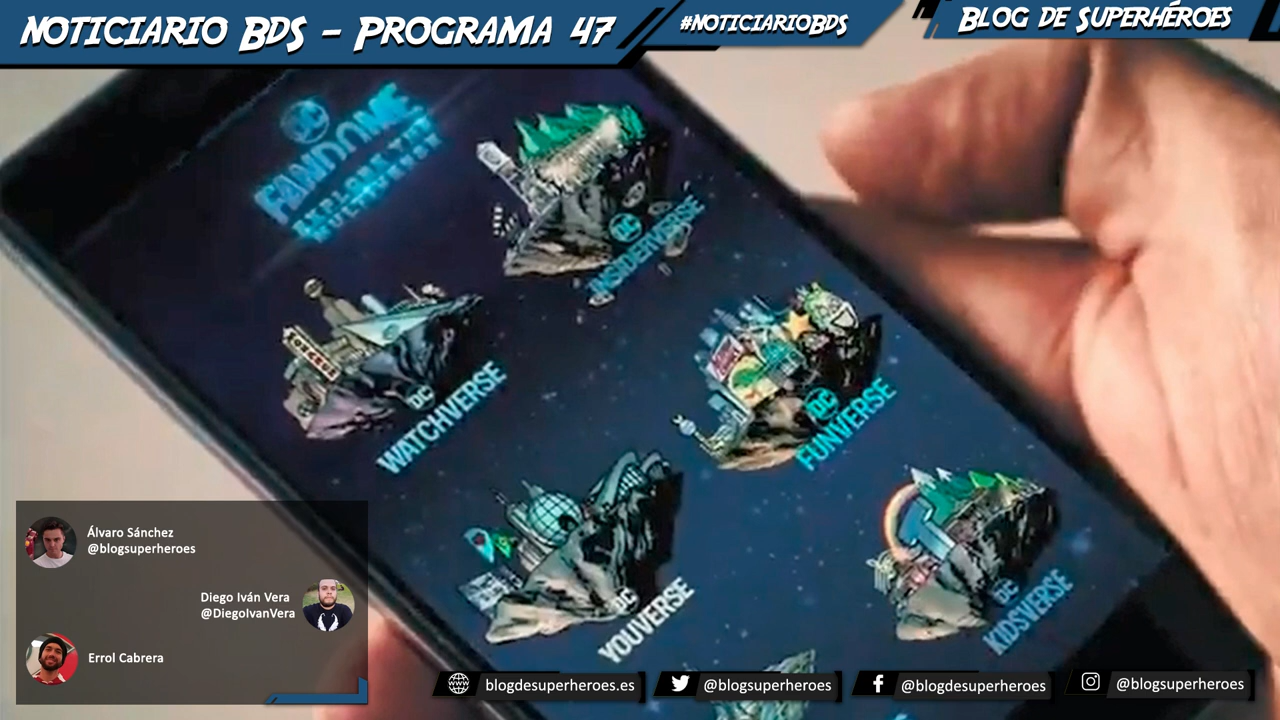 NOTICIARIO BDS – PROGRAMA 47
#NOTICIARIOBDS
BLOG DE SUPERHÉROES
DC
FANDOME
EXPLORE THE
MULTIVERSE
DC
INSIDERVERSE
DC
WATCHVERSE
DC
FUNVERSE
DC
YOUVERSE
DC
KIDSVERSE
Álvaro Sánchez
@blogsuperheroes
Diego Iván Vera
@DiegoIvanVera
Errol Cabrera
blogdesuperheroes.es
@blogsuperheroes
@blogdesuperheroes
@blogsuperheroes